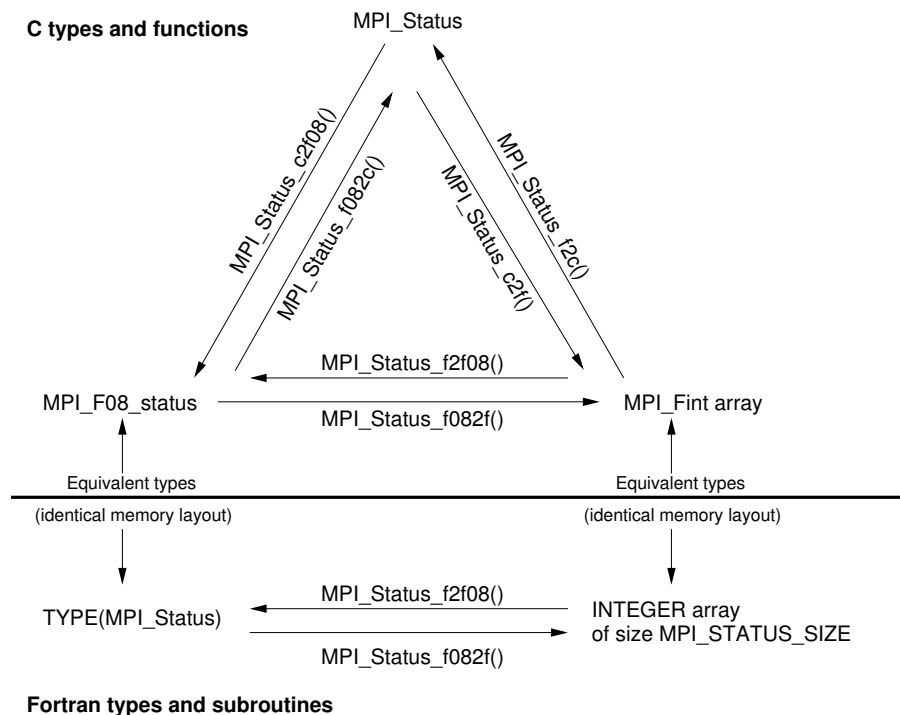 MPI_Status
C types and functions
MPI_Status_c2f08()
MPI_Status_f082c()
MPI_Status_c2f()
MPI_Status_f2c()
MPI_Status_f2f08()
MPI_F08_status
MPI_Fint array
MPI_Status_f082f()
Equivalent types
Equivalent types
(identical memory layout)
(identical memory layout)
MPI_Status_f2f08()
TYPE(MPI_Status)
INTEGER array
of size MPI_STATUS_SIZE
MPI_Status_f082f()
Fortran types and subroutines